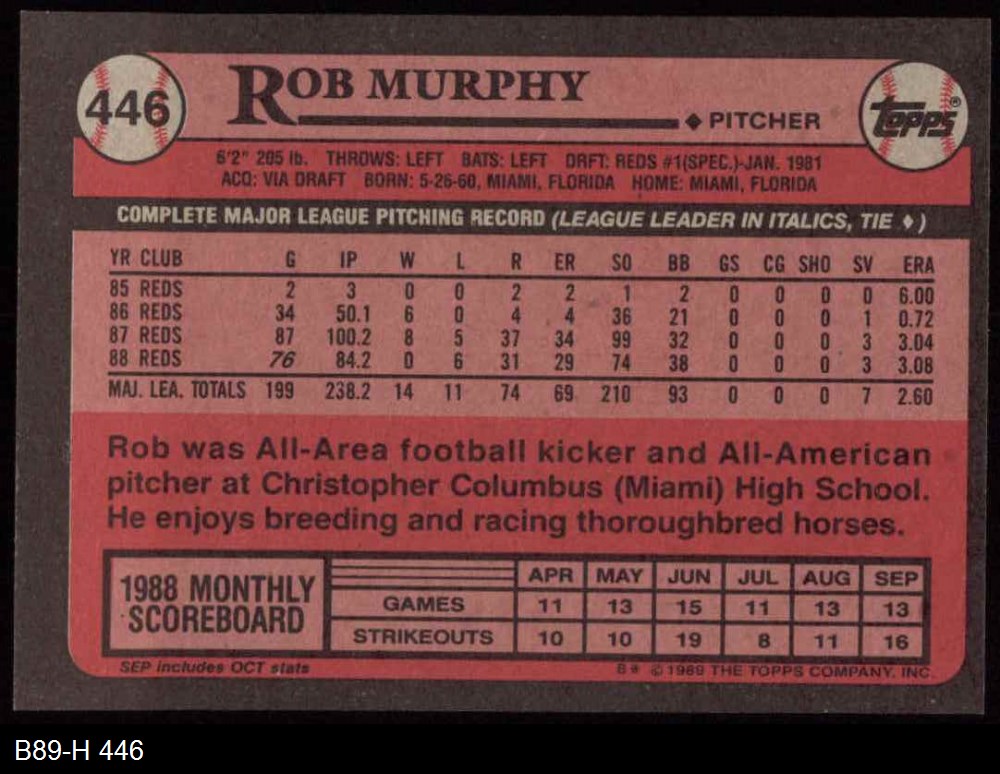 446
ROB MURPHY
♦ PITCHER
TOPPS®
6'2" 205 lb. THROWS: LEFT BATS: LEFT DRFT: REDS #1(SPEC.)-JAN. 1981
ACQ: VIA DRAFT BORN: 5-26-60, MIAMI, FLORIDA HOME: MIAMI, FLORIDA
COMPLETE MAJOR LEAGUE PITCHING RECORD (LEAGUE LEADER IN ITALICS, TIE ♦)
YR CLUB G IP W L R ER SO BB GS CG SHO SV ERA
85 REDS 2 3 0 0 2 2 1 2 0 0 0 0 6.00
86 REDS 34 50.1 6 0 4 4 36 21 0 0 0 1 0.72
87 REDS 87 100.2 8 5 37 34 99 32 0 0 0 3 3.04
88 REDS 76 84.2 0 6 31 29 74 38 0 0 0 3 3.08
MAJ. LEA. TOTALS 199 238.2 14 11 74 69 210 93 0 0 0 7 2.60
Rob was All-Area football kicker and All-American
pitcher at Christopher Columbus (Miami) High School.
He enjoys breeding and racing thoroughbred horses.
1988 MONTHLY
SCOREBOARD
APR MAY JUN JUL AUG SEP
GAMES 11 13 15 11 13 13
STRIKEOUTS 10 10 19 8 11 16
SEP includes OCT stats
B* © 1989 THE TOPPS COMPANY, INC.
B89-H 446